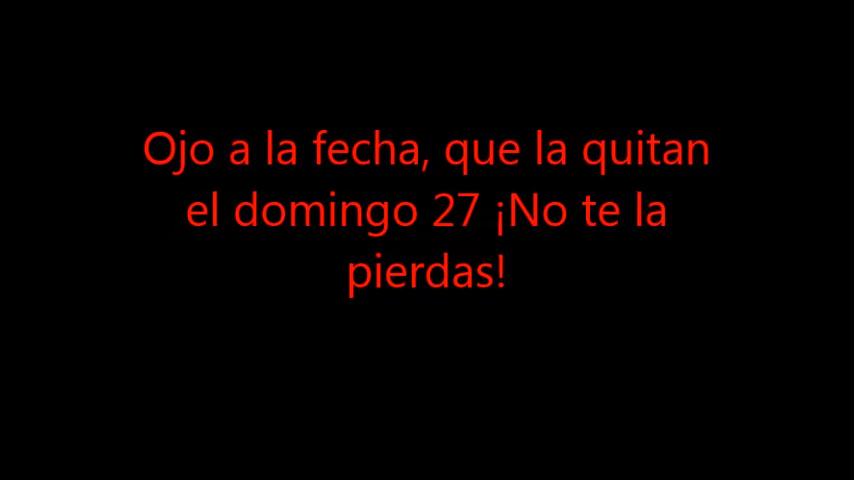 Ojo a la fecha, que la quitan
el domingo 27 ¡No te la
pierdas!